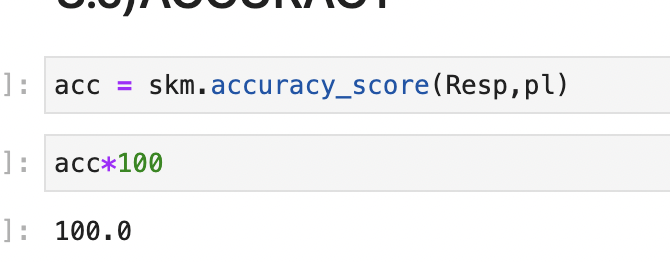 ]: acc = skm.accuracy_score(Resp,pl)
]: acc*100
]: 100.0